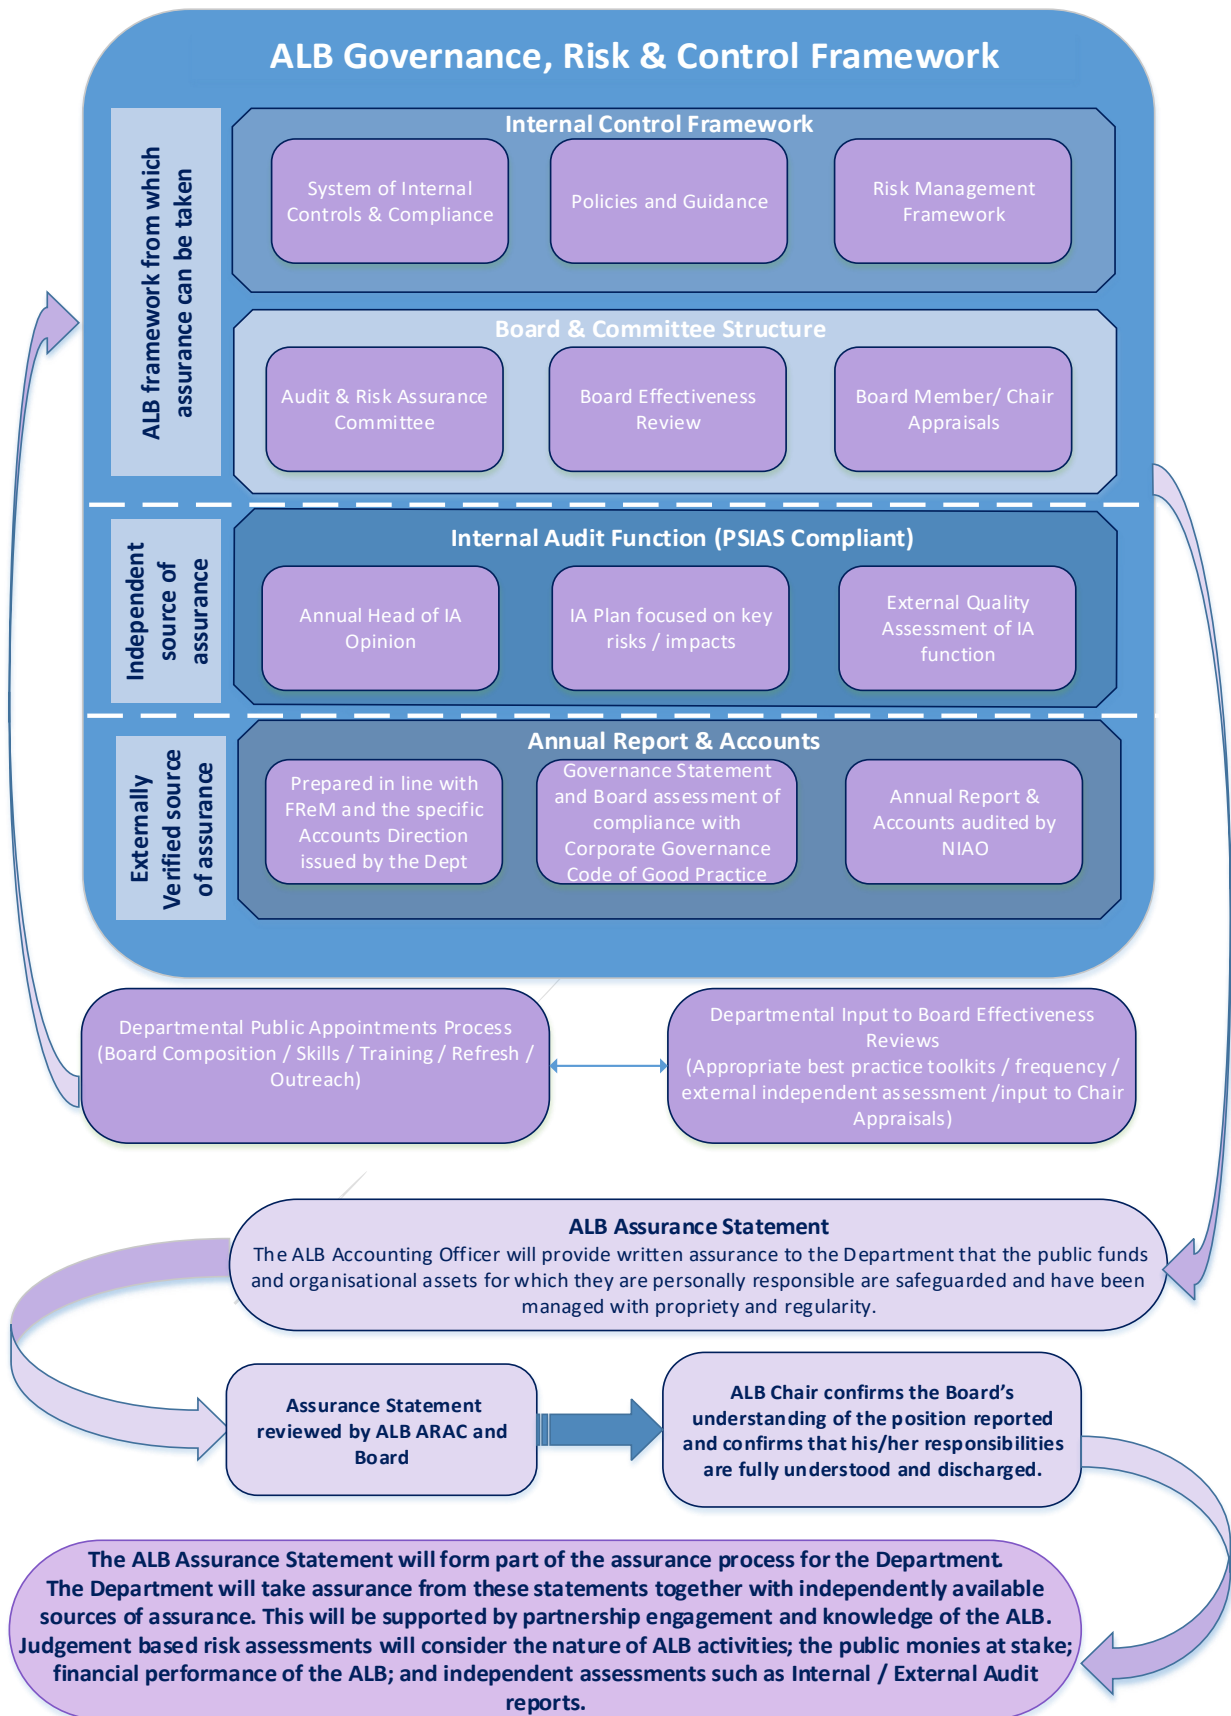 ALB Governance, Risk & Control Framework
ALB framework from which
assurance can be taken
Internal Control Framework
System of Internal
Controls & Compliance
Policies and Guidance
Risk Management
Framework
Board & Committee Structure
Audit & Risk Assurance
Committee
Board Effectiveness
Review
Board Member/ Chair
Appraisals
Independent
source of
assurance
Internal Audit Function (PSIAS Compliant)
Annual Head of IA
Opinion
IA Plan focused on key
risks / impacts
External Quality
Assessment of IA
function
Externally
Verified source
of assurance
Annual Report & Accounts
Prepared in line with
FReM and the specific
Accounts Direction
issued by the Dept
Governance Statement
and Board assessment of
compliance with
Corporate Governance
Code of Good Practice
Annual Report &
Accounts audited by
NIAO
Departmental Public Appointments Process
(Board Composition / Skills / Training / Refresh /
Outreach)
Departmental Input to Board Effectiveness
Reviews
(Appropriate best practice toolkits / frequency /
external independent assessment /input to Chair
Appraisals)
ALB Assurance Statement
The ALB Accounting Officer will provide written assurance to the Department that the public funds
and organisational assets for which they are personally responsible are safeguarded and have been
managed with propriety and regularity.
Assurance Statement
reviewed by ALB ARAC and
Board
ALB Chair confirms the Board’s
understanding of the position reported
and confirms that his/her responsibilities
are fully understood and discharged.
The ALB Assurance Statement will form part of the assurance process for the Department.
The Department will take assurance from these statements together with independently available
sources of assurance. This will be supported by partnership engagement and knowledge of the ALB.
Judgement based risk assessments will consider the nature of ALB activities; the public monies at stake;
financial performance of the ALB; and independent assessments such as Internal / External Audit
reports.